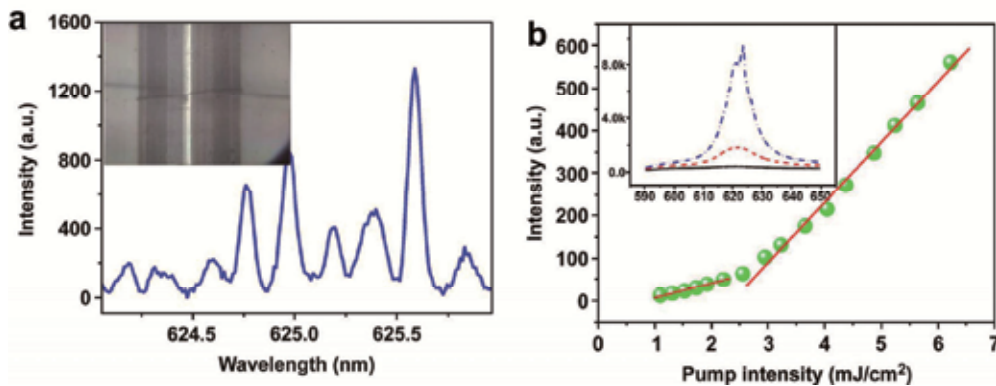 a
1600
1200
800
400
0
Intensity (a.u.)
624.5 625.0 625.5
Wavelength (nm)
b
600
500
400
300
200
100
0
Intensity (a.u.)
8.0k
4.0k
0.0
590 600 610 620 630 640 650
0 1 2 3 4 5 6 7
Pump intensity (mJ/cm²)